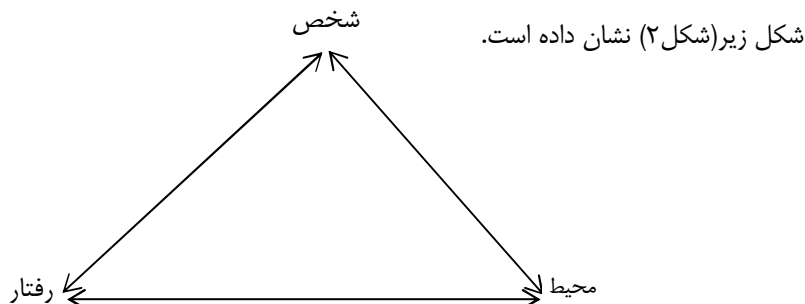 شکل زیر(شکل۲) نشان داده است.
شخص
محیط
رفتار